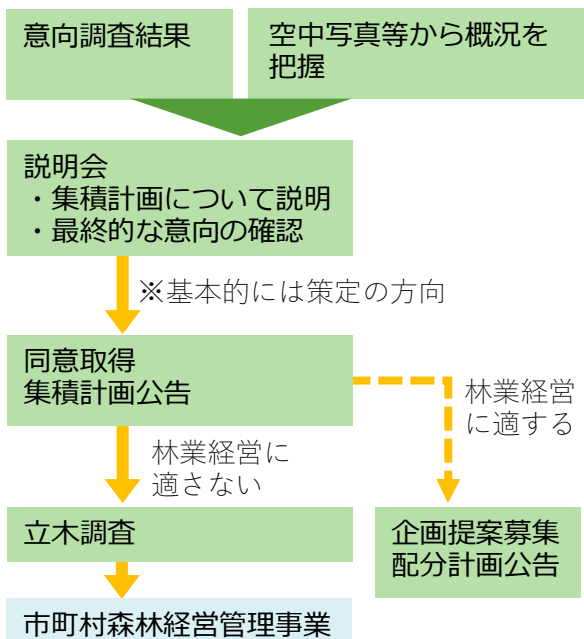 意向調査結果
空中写真等から概況を
把握
説明会
・集積計画について説明
・最終的な意向の確認
※基本的には策定の方向
同意取得
集積計画公告
林業経営
に適する
林業経営に
適さない
立木調査
企画提案募集
配分計画公告
市町村森林経営管理事業